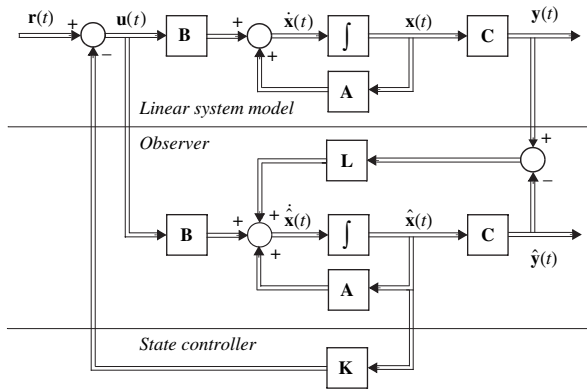 r(t) + u(t) B + ẋ(t) ∫ x(t) C y(t)
−
+
A
Linear system model
Observer
+
L
−
+
B + x̂̇(t) ∫ x̂(t) C
+
ŷ(t)
A
State controller
K